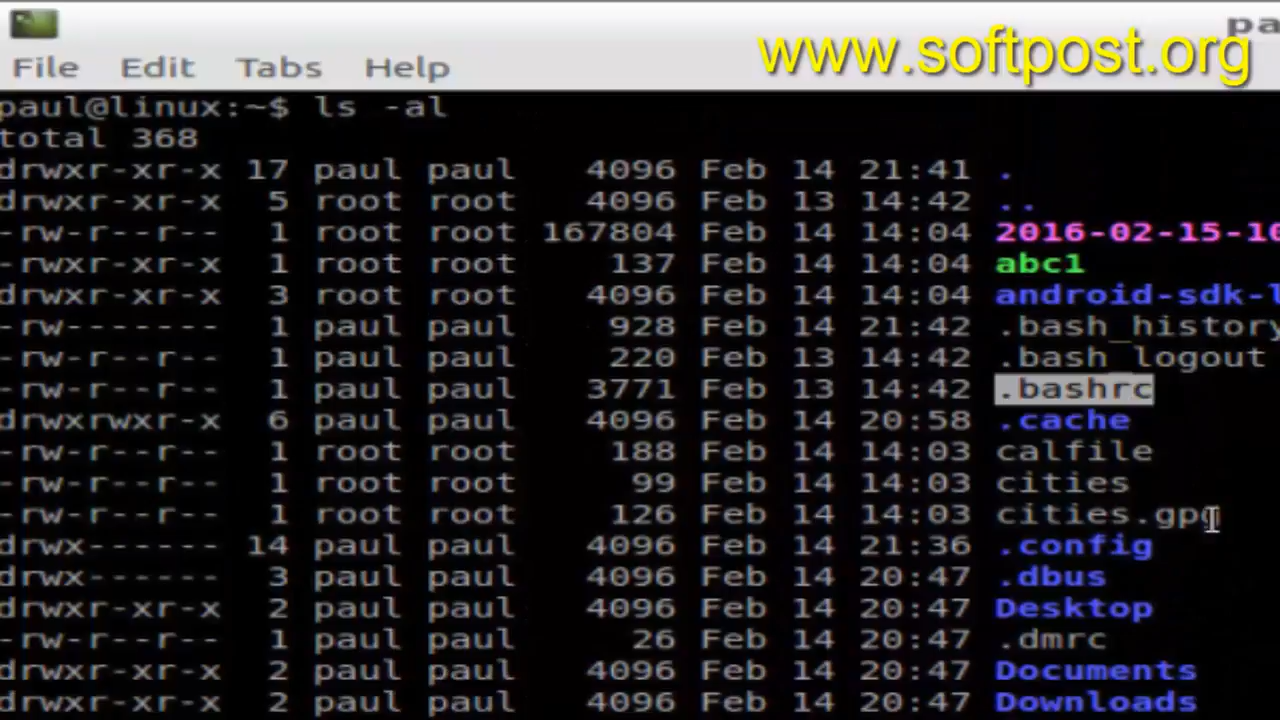 pa
www.softpost.org
File Edit Tabs Help
paul@linux:~$ ls -al
total 368
drwxr-xr-x 17 paul paul 4096 Feb 14 21:41 .
drwxr-xr-x 5 root root 4096 Feb 13 14:42 ..
-rw-r--r-- 1 root root 167804 Feb 14 14:04 2016-02-15-10
-rwxr-xr-x 1 root root 137 Feb 14 14:04 abc1
drwxr-xr-x 3 root root 4096 Feb 14 14:04 android-sdk-l
-rw------- 1 paul paul 928 Feb 14 21:42 .bash_history
-rw-r--r-- 1 paul paul 220 Feb 13 14:42 .bash_logout
-rw-r--r-- 1 paul paul 3771 Feb 13 14:42 .bashrc
drwxrwxr-x 6 paul paul 4096 Feb 14 20:58 .cache
-rw-r--r-- 1 root root 188 Feb 14 14:03 calfile
-rw-r--r-- 1 root root 99 Feb 14 14:03 cities
-rw-r--r-- 1 root root 126 Feb 14 14:03 cities.gpg
drwx------ 14 paul paul 4096 Feb 14 21:36 .config
drwx------ 3 paul paul 4096 Feb 14 20:47 .dbus
drwxr-xr-x 2 paul paul 4096 Feb 14 20:47 Desktop
-rw-r--r-- 1 paul paul 26 Feb 14 20:47 .dmrc
drwxr-xr-x 2 paul paul 4096 Feb 14 20:47 Documents
drwxr-xr-x 2 paul paul 4096 Feb 14 20:47 Downloads